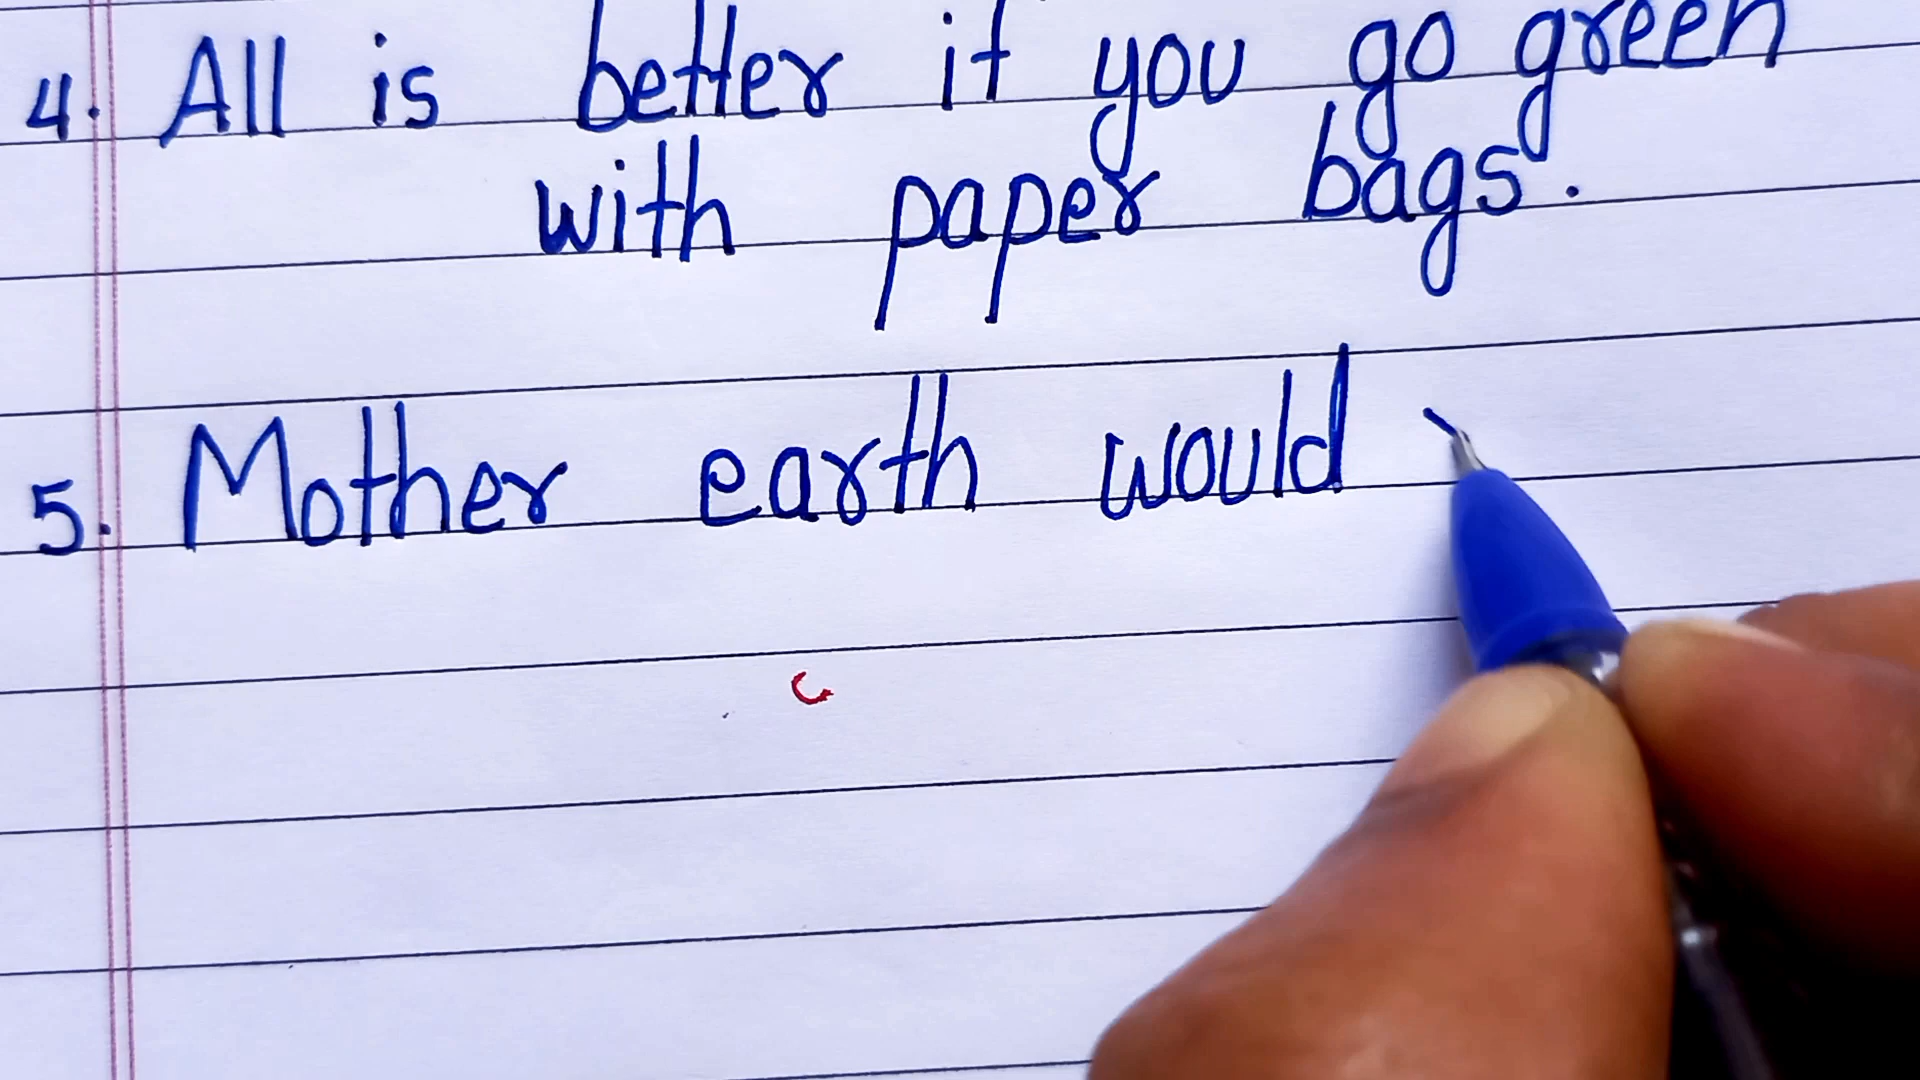 4. All is better if you go green
with paper bags.
5. Mother earth would